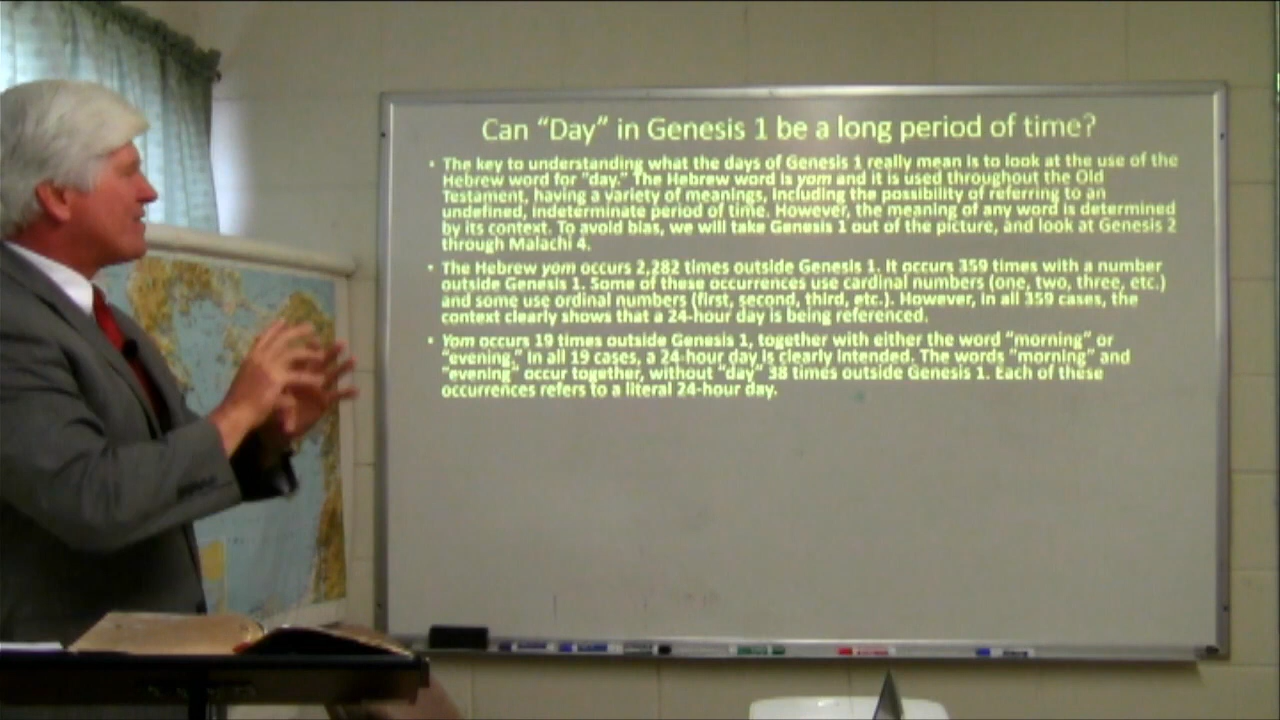 Can “Day” in Genesis 1 be a long period of time?
• The key to understanding what the days of Genesis 1 really mean is to look at the use of the
Hebrew word for “day.” The Hebrew word is yom and it is used throughout the Old
Testament, having a variety of meanings, including the possibility of referring to an
undefined, indeterminate period of time. However, the meaning of any word is determined
by its context. To avoid bias, we will take Genesis 1 out of the picture, and look at Genesis 2
through Malachi 4.
• The Hebrew yom occurs 2,282 times outside Genesis 1. It occurs 359 times with a number
outside Genesis 1. Some of these occurrences use cardinal numbers (one, two, three, etc.)
and some use ordinal numbers (first, second, third, etc.). However, in all 359 cases, the
context clearly shows that a 24-hour day is being referenced.
• Yom occurs 19 times outside Genesis 1, together with either the word “morning” or
“evening.” In all 19 cases, a 24-hour day is clearly intended. The words “morning” and
“evening” occur together, without “day” 38 times outside Genesis 1. Each of these
occurrences refers to a literal 24-hour day.